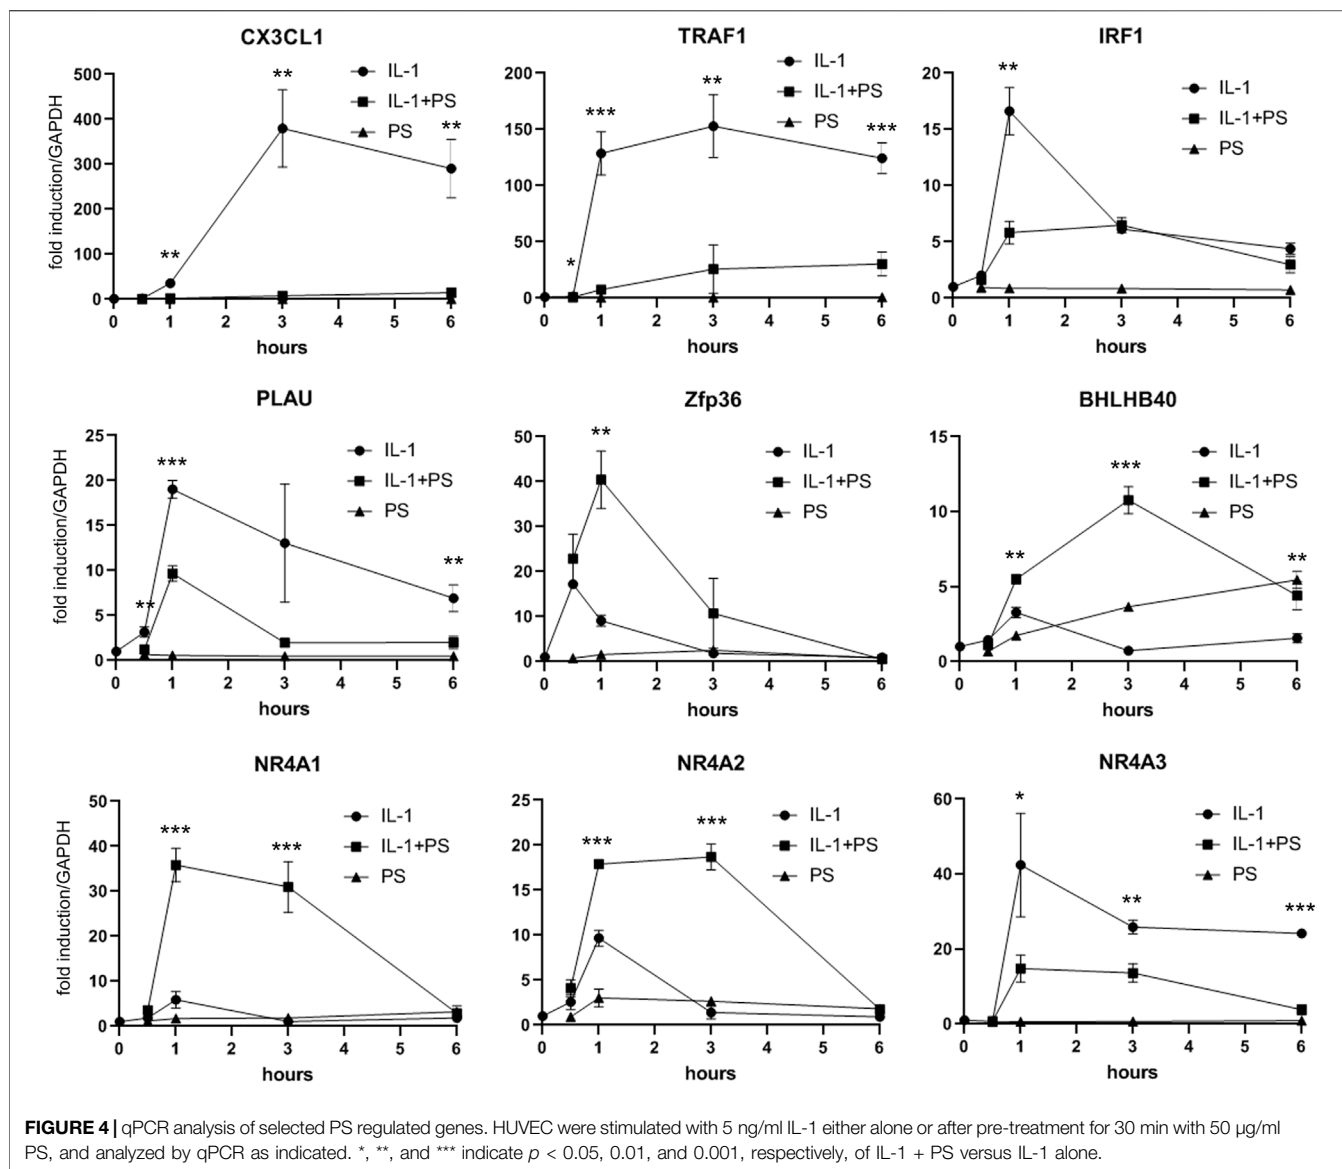 CX3CL1
fold induction/GAPDH
500
400
300
200
100
0
** ** **
IL-1
IL-1+PS
PS
0 1 2 3 4 5 6
hours
TRAF1
200
150
100
50
0
* *** ** ***
IL-1
IL-1+PS
PS
0 1 2 3 4 5 6
hours
IRF1
20
15
10
5
0
**
IL-1
IL-1+PS
PS
0 1 2 3 4 5 6
hours
PLAU
fold induction/GAPDH
25
20
15
10
5
0
** *** **
IL-1
IL-1+PS
PS
0 1 2 3 4 5 6
hours
Zfp36
50
40
30
20
10
0
**
IL-1
IL-1+PS
PS
0 1 2 3 4 5 6
hours
BHLHB40
15
10
5
0
** *** **
IL-1
IL-1+PS
PS
0 1 2 3 4 5 6
hours
NR4A1
fold induction/GAPDH
50
40
30
20
10
0
*** ***
IL-1
IL-1+PS
PS
0 1 2 3 4 5 6
hours
NR4A2
25
20
15
10
5
0
*** ***
IL-1
IL-1+PS
PS
0 1 2 3 4 5 6
hours
NR4A3
60
40
20
0
* ** ***
IL-1
IL-1+PS
PS
0 1 2 3 4 5 6
hours
FIGURE 4 | qPCR analysis of selected PS regulated genes. HUVEC were stimulated with 5 ng/ml IL-1 either alone or after pre-treatment for 30 min with 50 μg/ml
PS, and analyzed by qPCR as indicated. *, **, and *** indicate p < 0.05, 0.01, and 0.001, respectively, of IL-1 + PS versus IL-1 alone.